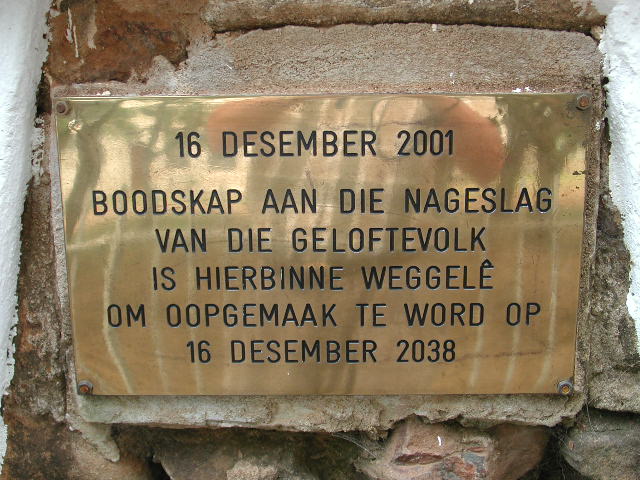 16 DESEMBER 2001
BOODSKAP AAN DIE NAGESLAG
VAN DIE GELOFTEVOLK
IS HIERBINNE WEGGELÊ
OM OOPGEMAAK TE WORD OP
16 DESEMBER 2038